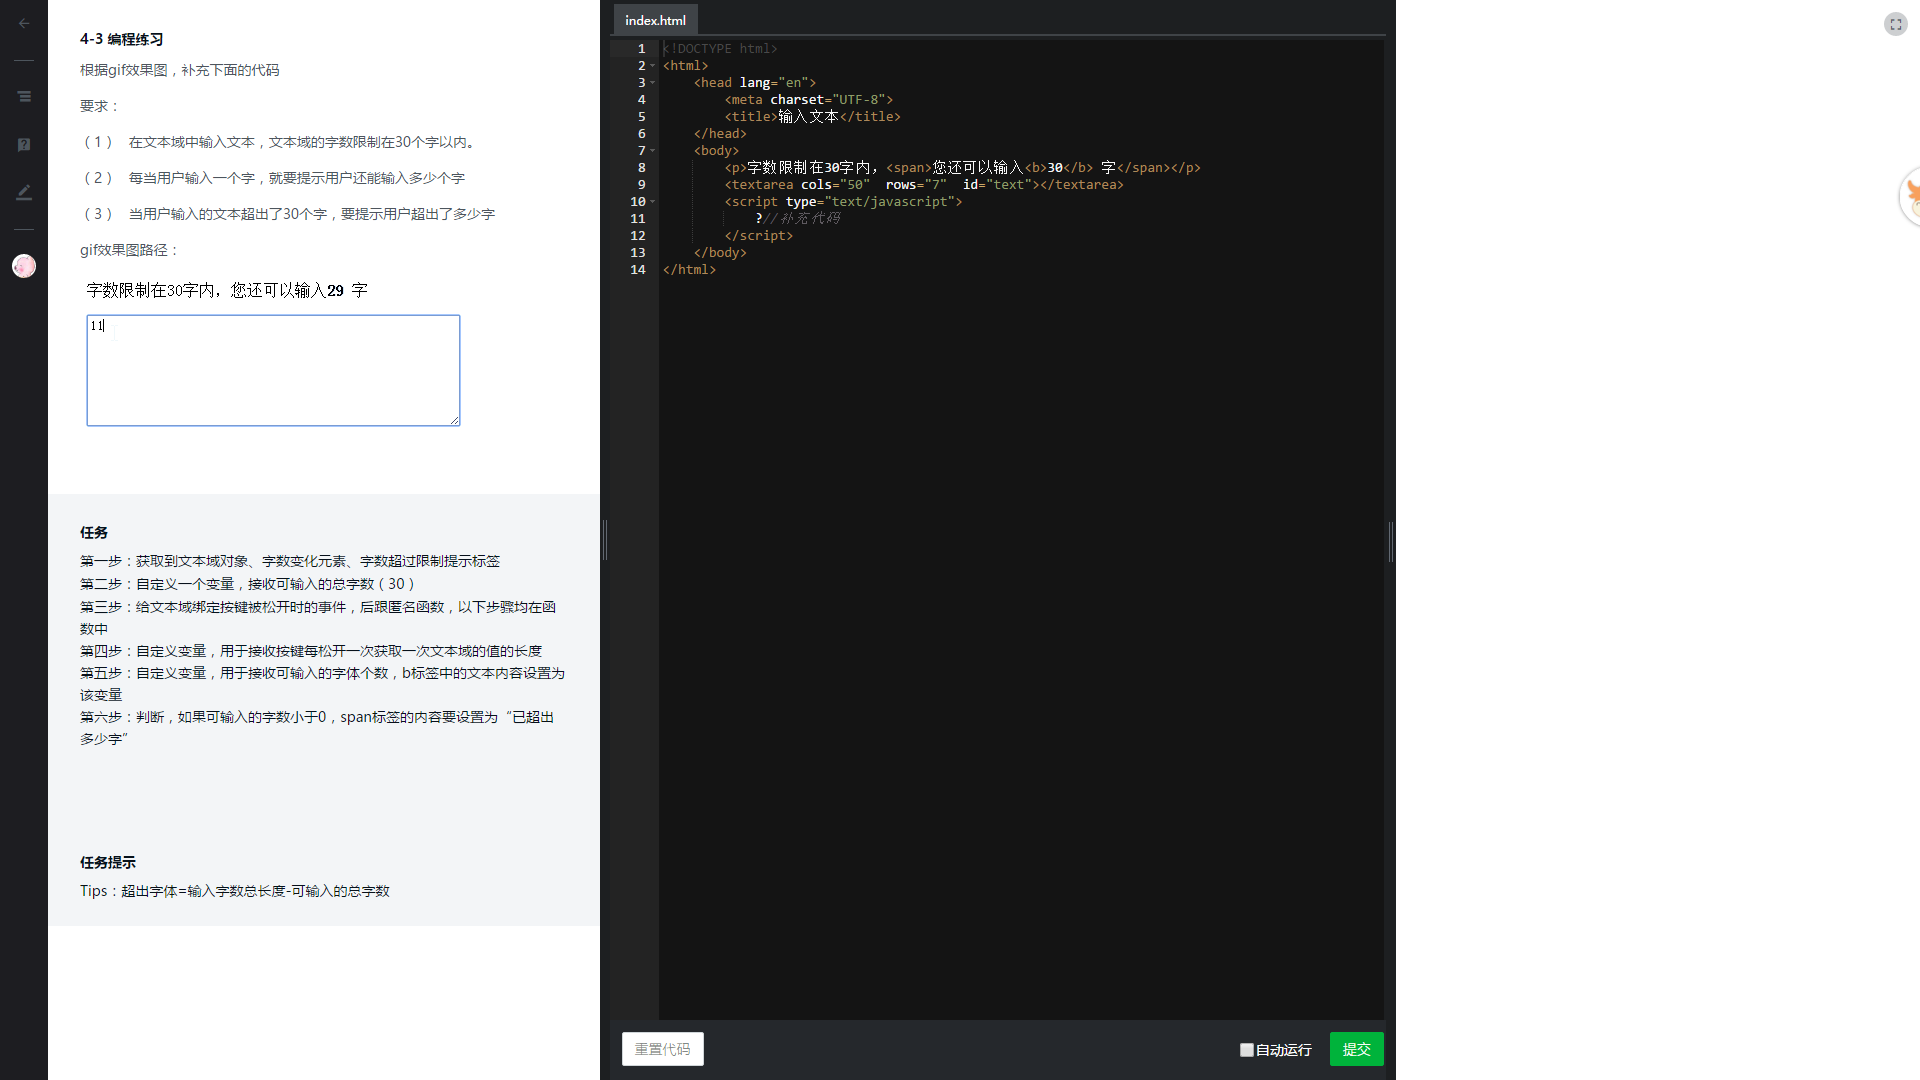 4-3 编程练习
根据gif效果图，补充下面的代码
要求：
（1） 在文本域中输入文本，文本域的字数限制在30个字以内。
（2） 每当用户输入一个字，就要提示用户还能输入多少个字
（3） 当用户输入的文本超出了30个字，要提示用户超出了多少字
gif效果图路径：
字数限制在30字内，您还可以输入29 字
11
任务
第一步：获取到文本域对象、字数变化元素、字数超过限制提示标签
第二步：自定义一个变量，接收可输入的总字数（30）
第三步：给文本域绑定按键被松开时的事件，后跟匿名函数，以下步骤均在函
数中
第四步：自定义变量，用于接收按键每松开一次获取一次文本域的值的长度
第五步：自定义变量，用于接收可输入的字体个数，b标签中的文本内容设置为
该变量
第六步：判断，如果可输入的字数小于0，span标签的内容要设置为“已超出
多少字”
任务提示
Tips：超出字体=输入字数总长度-可输入的总字数
index.html
1 <!DOCTYPE html>
2 <html>
3 <head lang="en">
4 <meta charset="UTF-8">
5 <title>输入文本</title>
6 </head>
7 <body>
8 <p>字数限制在30字内，<span>您还可以输入<b>30</b> 字</span></p>
9 <textarea cols="50"  rows="7"  id="text"></textarea>
10 <script type="text/javascript">
11 ?//补充代码
12 </script>
13 </body>
14 </html>
重置代码
自动运行
提交